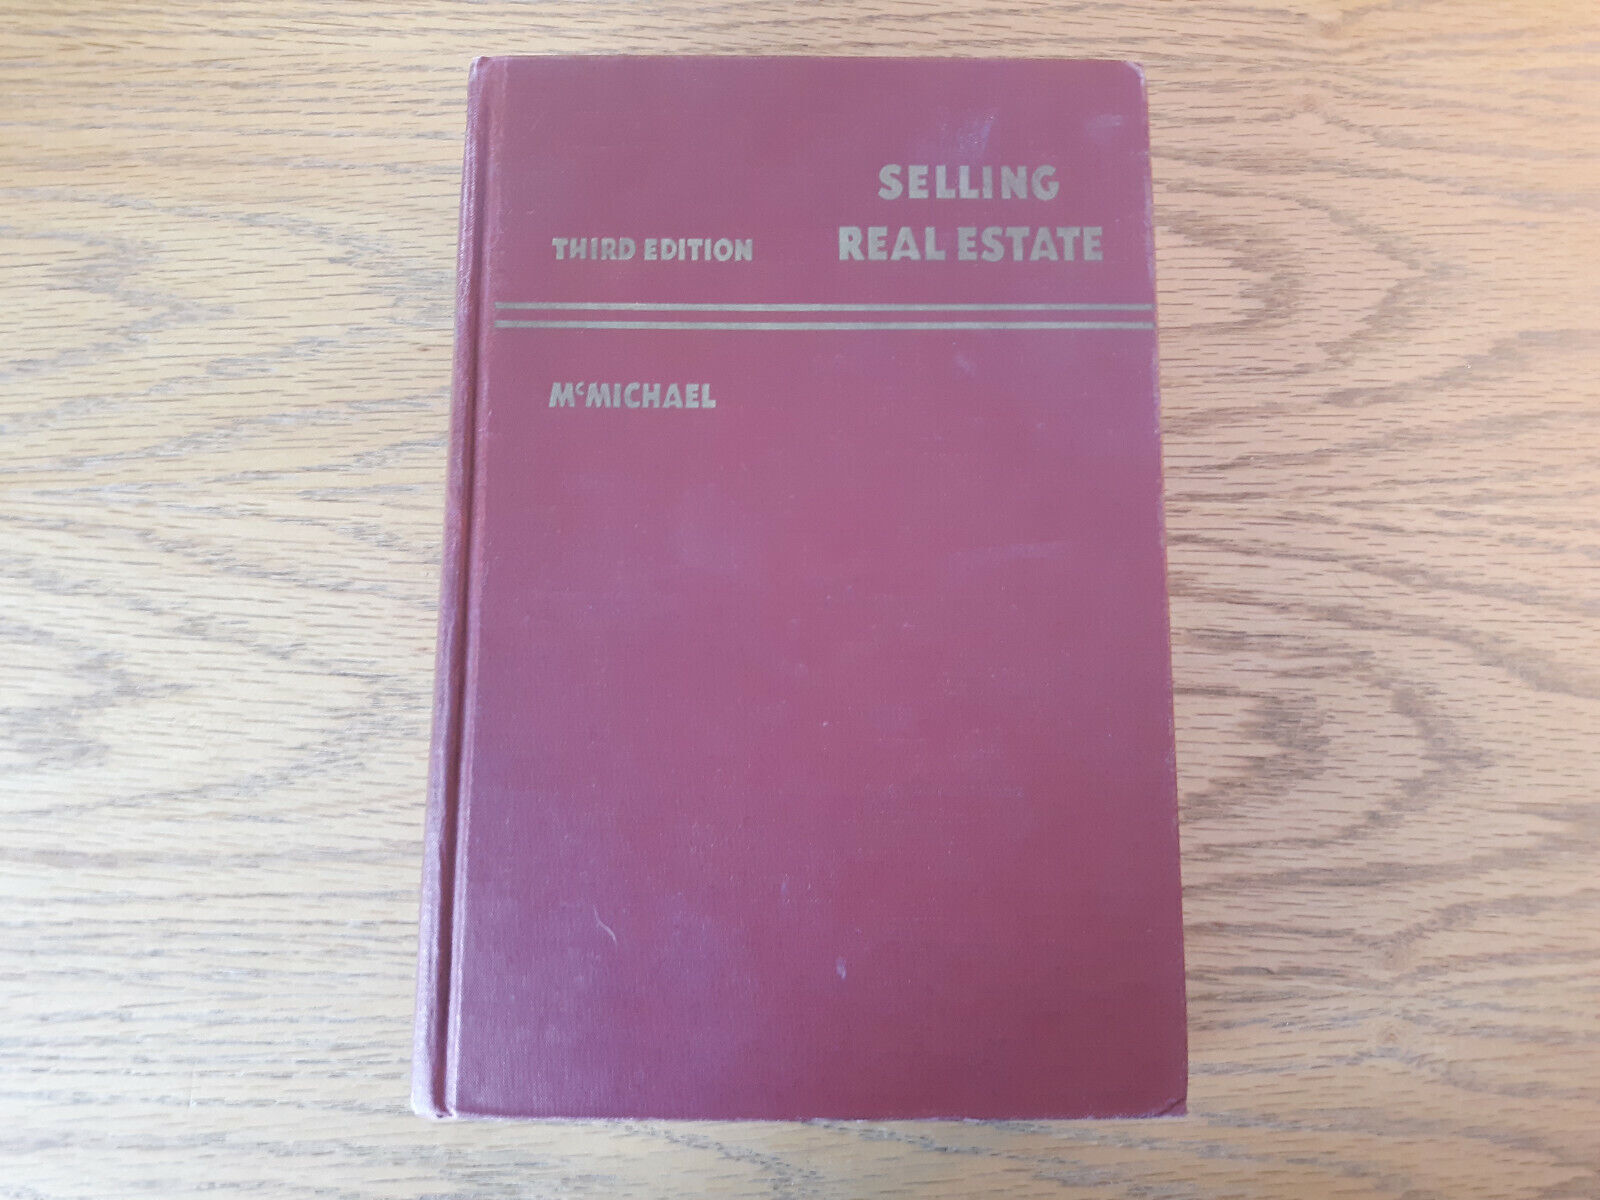 SELLING
REAL ESTATE
THIRD EDITION
McMICHAEL